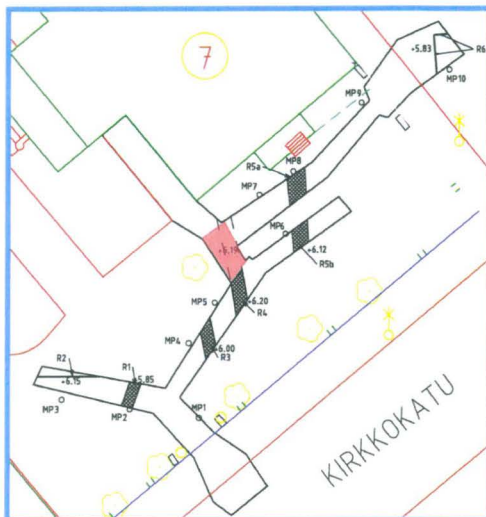 7
+5.83
R6
MP10
MP9
R5a
MP8
MP7
MP6
+6.19
+6.12
R5b
MP5
+6.20
R4
MP4
+6.00
R3
R2
R1
+6.15
+5.85
MP3
MP2
MP1
KIRKKOKATU